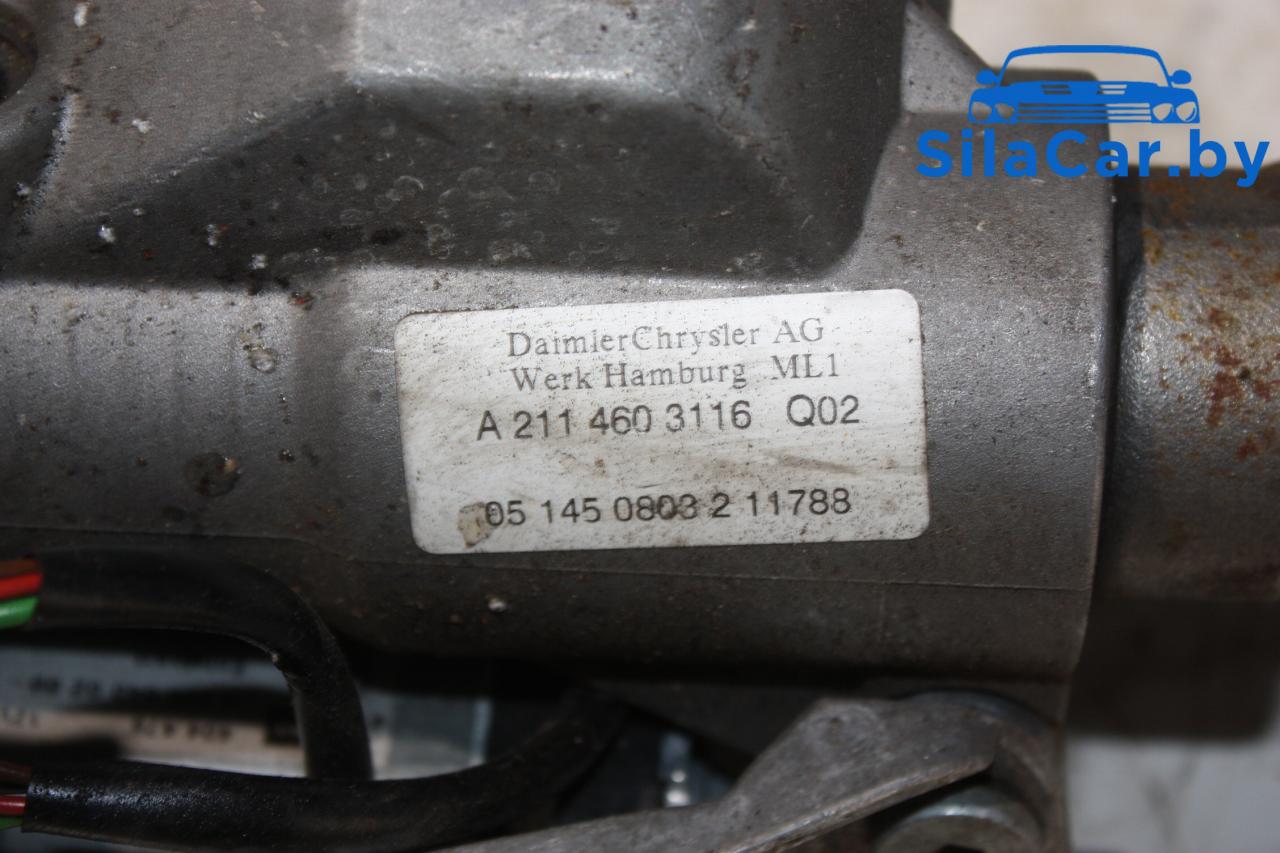 SilaCar.by
DaimlerChrysler AG
Werk Hamburg ML1
A 211 460 3116 Q02
05 145 0803 2 11788